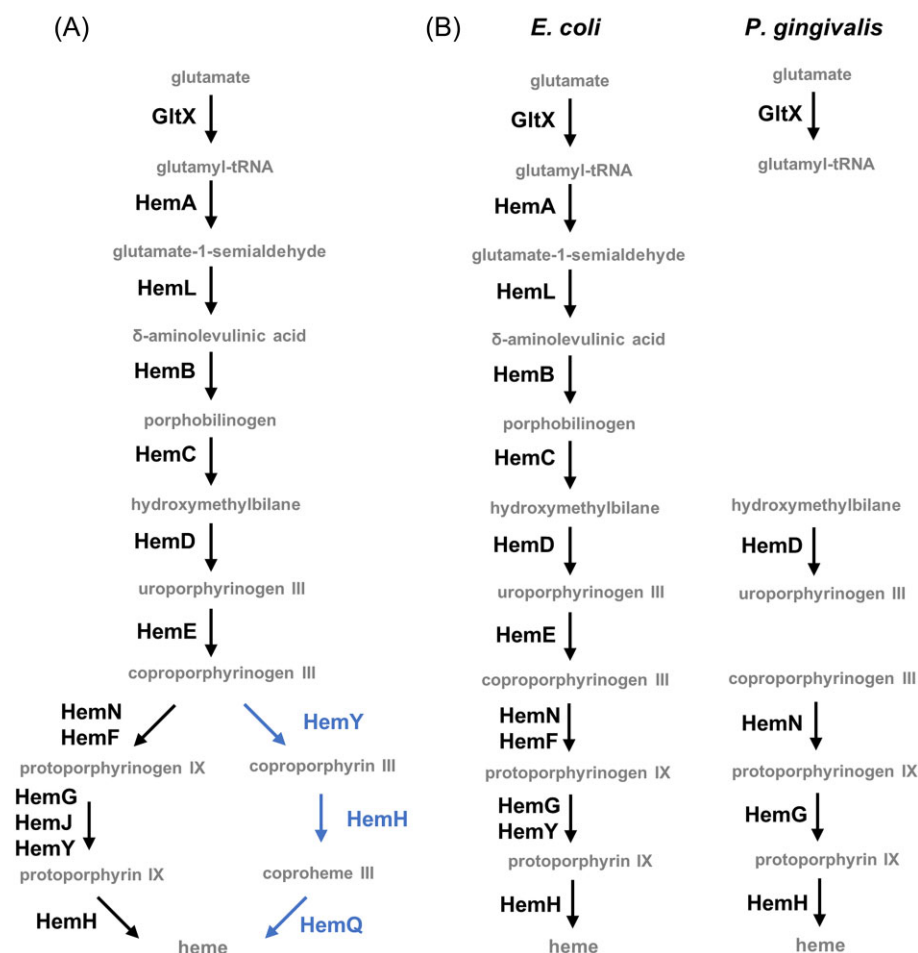 (A)
glutamate
GltX
glutamyl-tRNA
HemA
glutamate-1-semialdehyde
HemL
δ-aminolevulinic acid
HemB
porphobilinogen
HemC
hydroxymethylbilane
HemD
uroporphyrinogen III
HemE
coproporphyrinogen III
HemN
HemF
protoporphyrinogen IX
HemG
HemJ
HemY
protoporphyrin IX
HemH
HemY
coproporphyrin III
HemH
coproheme III
HemQ
heme
(B)
E. coli
glutamate
GltX
glutamyl-tRNA
HemA
glutamate-1-semialdehyde
HemL
δ-aminolevulinic acid
HemB
porphobilinogen
HemC
hydroxymethylbilane
HemD
uroporphyrinogen III
HemE
coproporphyrinogen III
HemN
HemF
protoporphyrinogen IX
HemG
HemY
protoporphyrin IX
HemH
heme
P. gingivalis
glutamate
GltX
glutamyl-tRNA
hydroxymethylbilane
HemD
uroporphyrinogen III
coproporphyrinogen III
HemN
protoporphyrinogen IX
HemG
protoporphyrin IX
HemH
heme